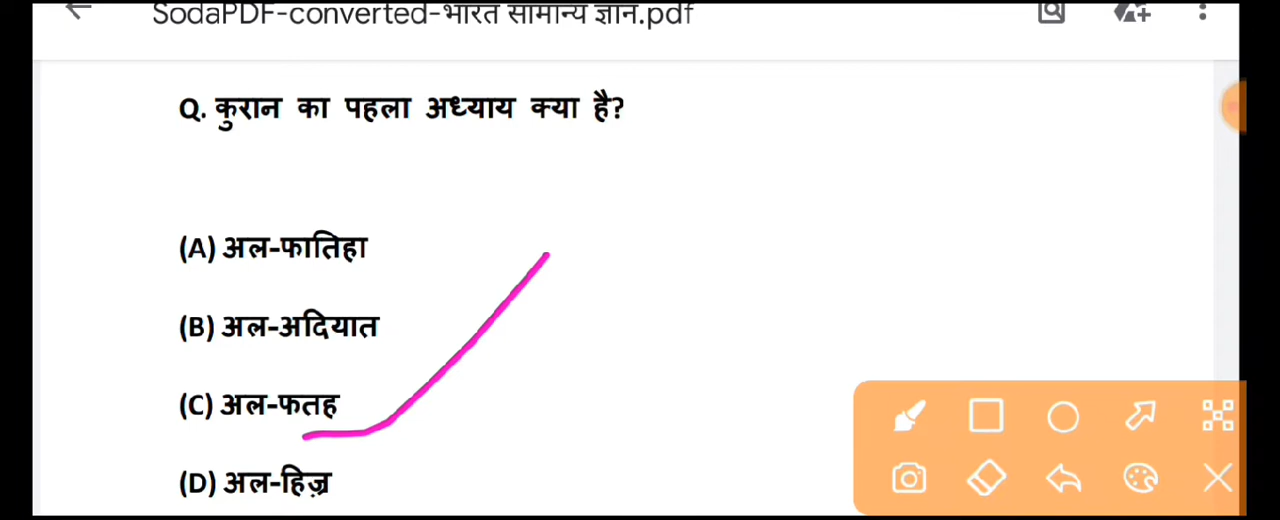 SodaPDF-converted-भारत सामान्य ज्ञान.pdf
Q. कुरान का पहला अध्याय क्या है?
(A) अल-फातिहा
(B) अल-अदियात
(C) अल-फतह
(D) अल-हिज़्र